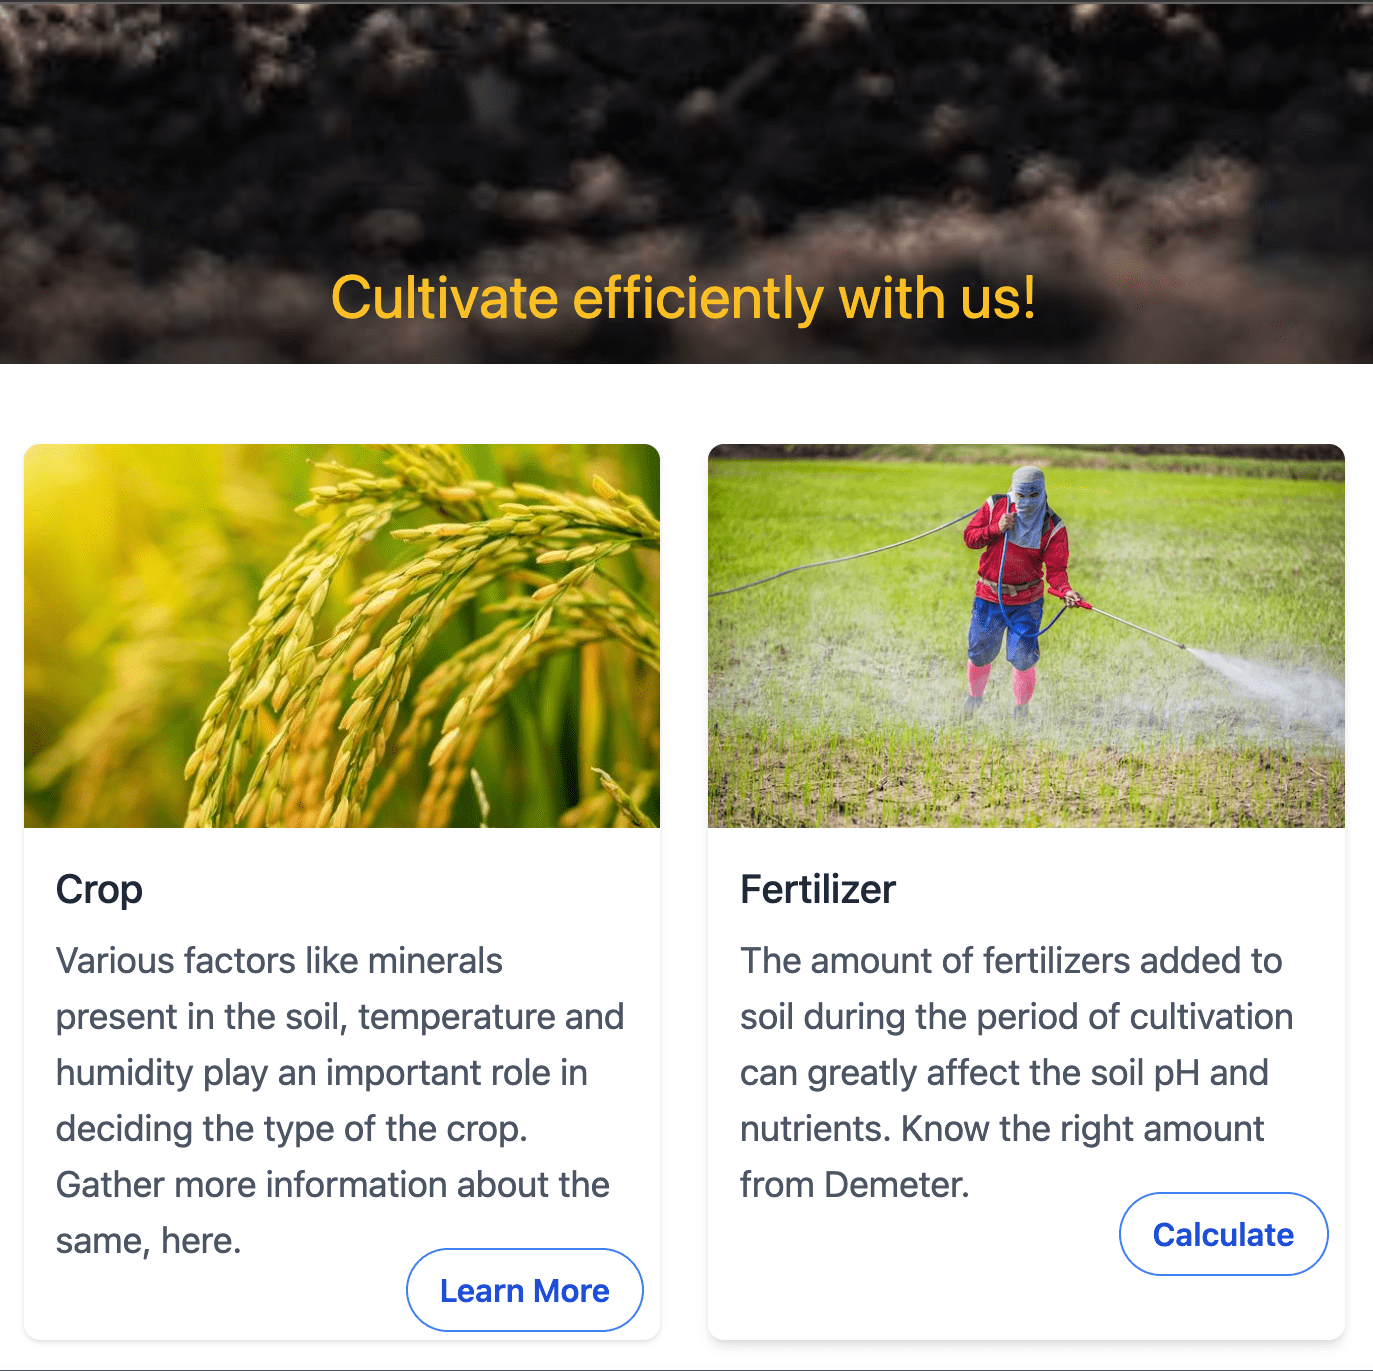 Cultivate efficiently with us!
Crop
Various factors like minerals
present in the soil, temperature and
humidity play an important role in
deciding the type of the crop.
Gather more information about the
same, here.
Learn More
Fertilizer
The amount of fertilizers added to
soil during the period of cultivation
can greatly affect the soil pH and
nutrients. Know the right amount
from Demeter.
Calculate